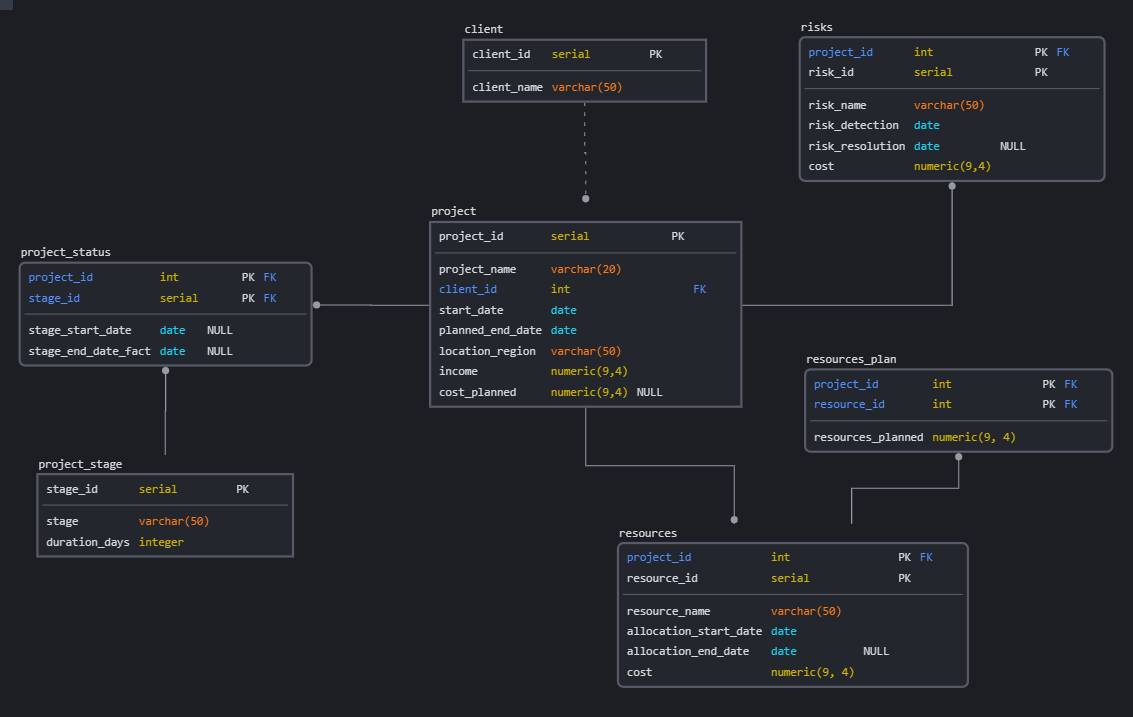 client
client_id serial PK
client_name varchar(50)
risks
project_id int PK FK
risk_id serial PK
risk_name varchar(50)
risk_detection date
risk_resolution date NULL
cost numeric(9,4)
project
project_id serial PK
project_name varchar(20)
client_id int FK
start_date date
planned_end_date date
location_region varchar(50)
income numeric(9,4)
cost_planned numeric(9,4) NULL
project_status
project_id int PK FK
stage_id serial PK FK
stage_start_date date NULL
stage_end_date_fact date NULL
resources_plan
project_id int PK FK
resource_id int PK FK
resources_planned numeric(9, 4)
project_stage
stage_id serial PK
stage varchar(50)
duration_days integer
resources
project_id int PK FK
resource_id serial PK
resource_name varchar(50)
allocation_start_date date
allocation_end_date date NULL
cost numeric(9, 4)